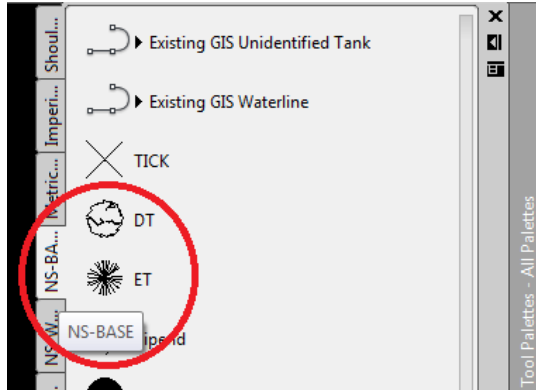 Shoul...
Imperi...
Metric...
NS-BA...
NS-W...
Existing GIS Unidentified Tank
Existing GIS Waterline
TICK
DT
ET
NS-BASE
Tool Palettes - All Palettes